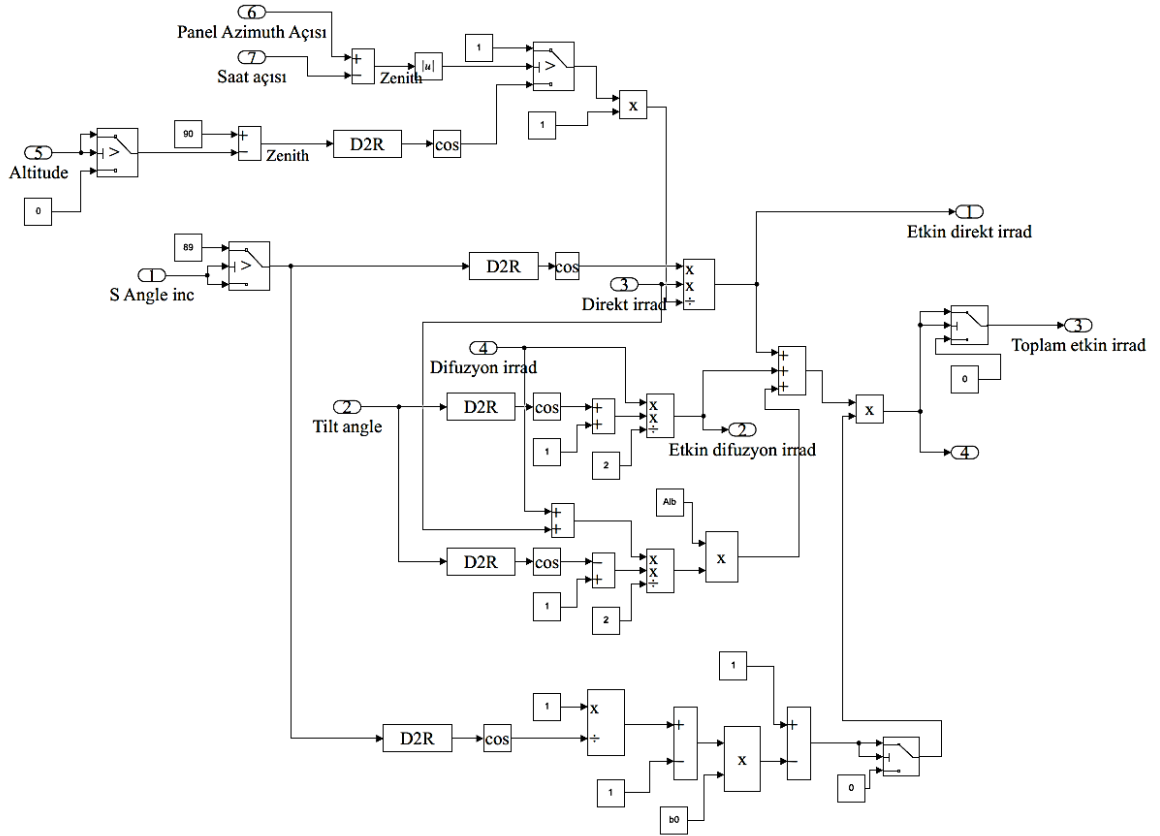 6
Panel Azimuth Açısı
7
Saat açısı
+
−
Zenith
|u|
1
>
1
x
5
Altitude
>
0
90
+
−
Zenith
D2R
cos
89
1
S Angle inc
>
D2R
cos
3
Direkt irrad
x
x
÷
1
Etkin direkt irrad
4
Difuzyon irrad
2
Tilt angle
D2R
cos
1
+
+
2
x
x
÷
2
Etkin difuzyon irrad
+
+
+
x
0
3
Toplam etkin irrad
4
+
+
Alb
x
D2R
cos
1
−
+
2
x
x
÷
D2R
cos
1
x
÷
1
+
−
b0
x
1
+
−
0